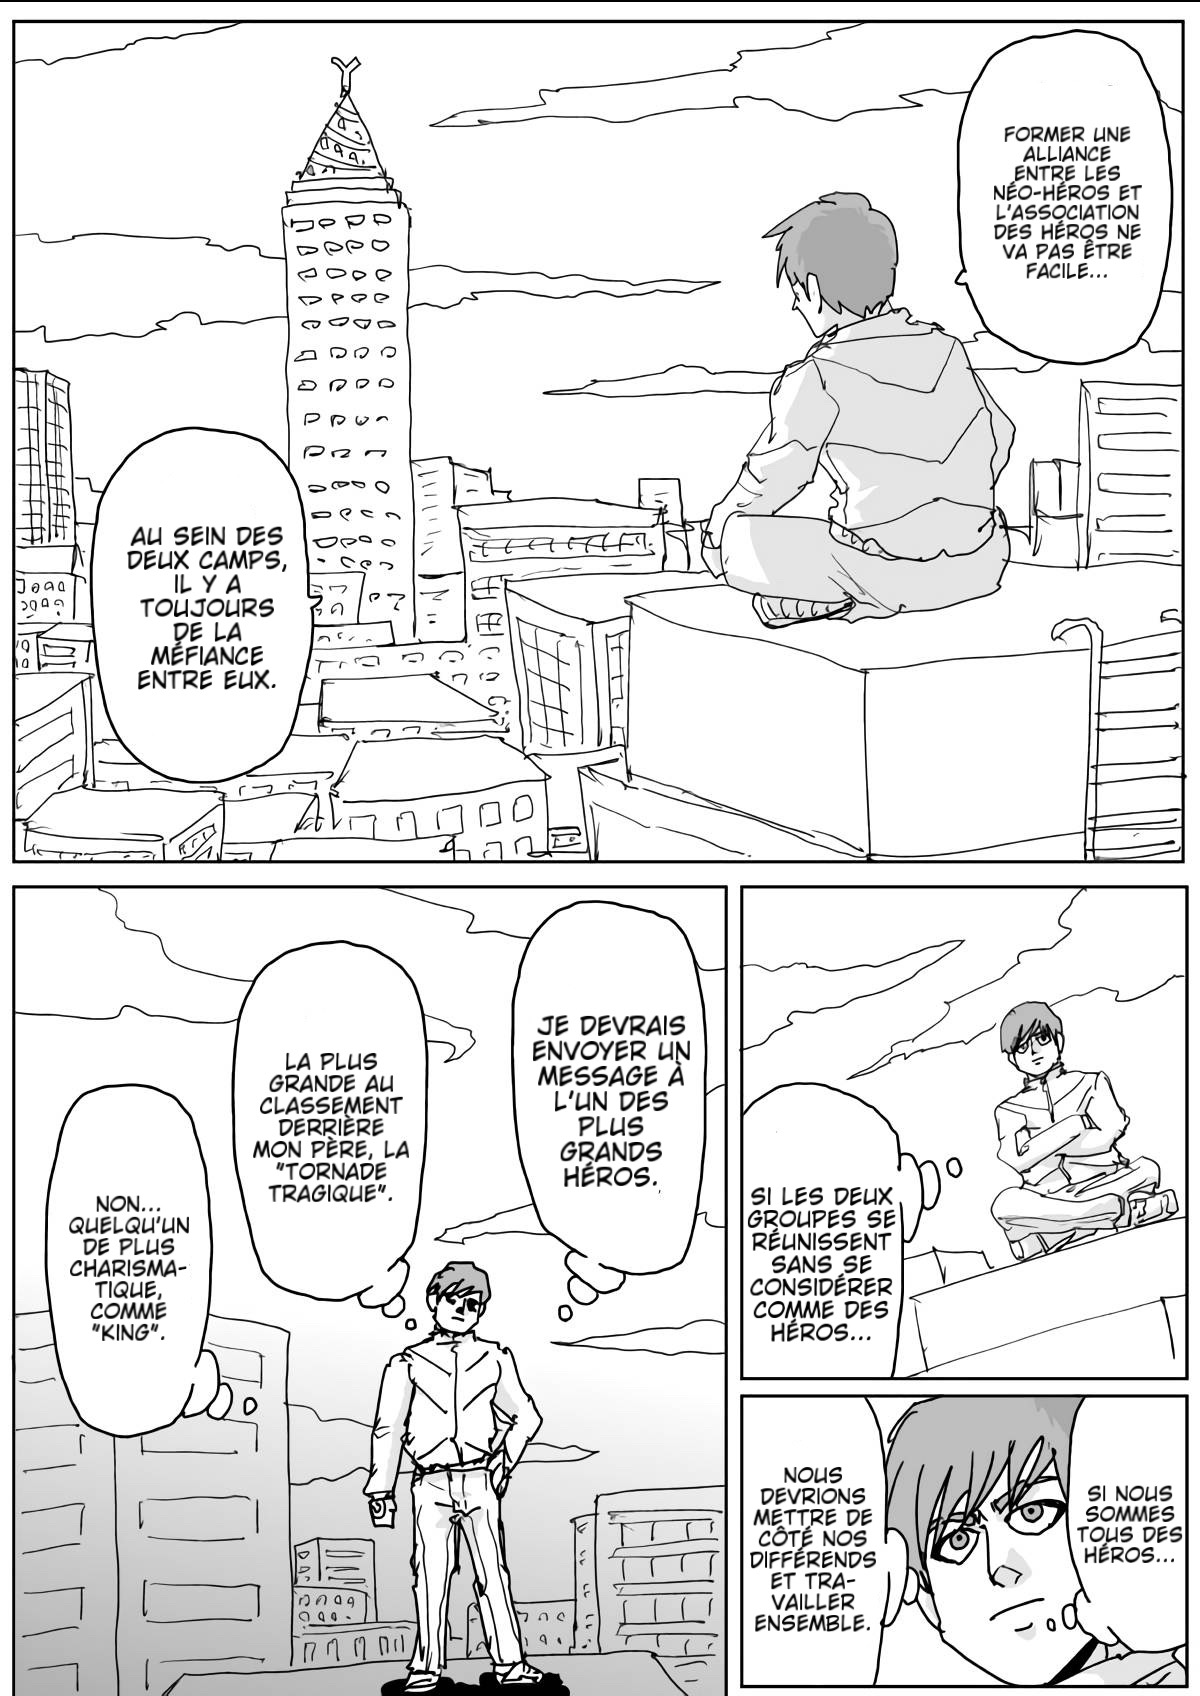 FORMER UNE
ALLIANCE
ENTRE LES
NÉO-HÉROS ET
L'ASSOCIATION
DES HÉROS NE
VA PAS ÊTRE
FACILE...
AU SEIN DES
DEUX CAMPS,
IL Y A
TOUJOURS
DE LA
MÉFIANCE
ENTRE EUX.
SI LES DEUX
GROUPES SE
RÉUNISSENT
SANS SE
CONSIDÉRER
COMME DES
HÉROS...
SI NOUS
SOMMES
TOUS DES
HÉROS...
NOUS
DEVRIONS
METTRE DE
CÔTÉ NOS
DIFFÉRENDS
ET TRA-
VAILLER
ENSEMBLE.
JE DEVRAIS
ENVOYER UN
MESSAGE À
L'UN DES
PLUS
GRANDS
HÉROS.
LA PLUS
GRANDE AU
CLASSEMENT
DERRIÈRE
MON PÈRE, LA
"TORNADE
TRAGIQUE".
NON...
QUELQU'UN
DE PLUS
CHARISMA-
TIQUE,
COMME
"KING".